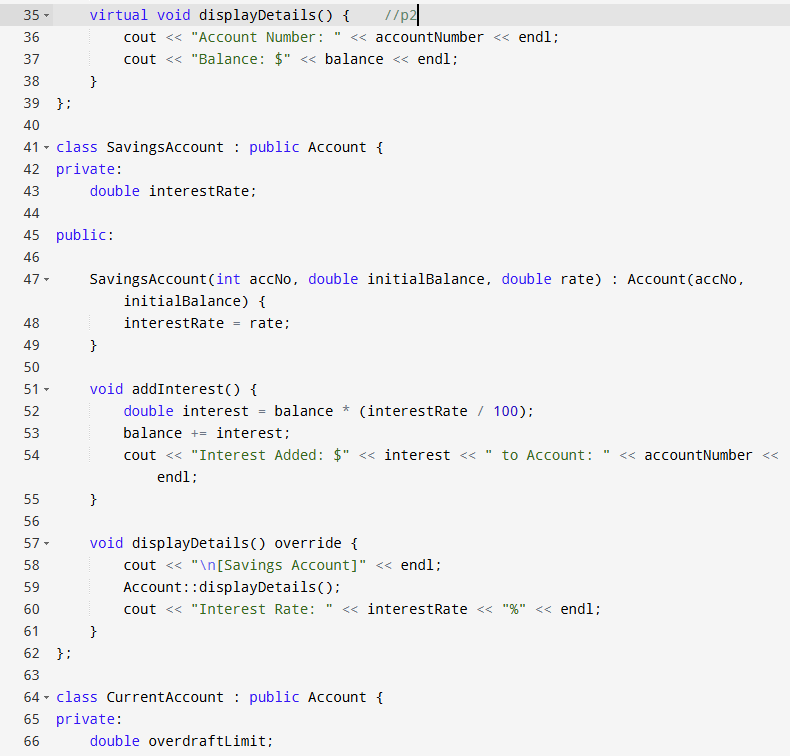 35 virtual void displayDetails() { //p2
36 cout << "Account Number: " << accountNumber << endl;
37 cout << "Balance: $" << balance << endl;
38 }
39 };
40
41 class SavingsAccount : public Account {
42 private:
43 double interestRate;
44
45 public:
46
47 SavingsAccount(int accNo, double initialBalance, double rate) : Account(accNo,
initialBalance) {
48 interestRate = rate;
49 }
50
51 void addInterest() {
52 double interest = balance * (interestRate / 100);
53 balance += interest;
54 cout << "Interest Added: $" << interest << " to Account: " << accountNumber <<
endl;
55 }
56
57 void displayDetails() override {
58 cout << "\n[Savings Account]" << endl;
59 Account::displayDetails();
60 cout << "Interest Rate: " << interestRate << "%" << endl;
61 }
62 };
63
64 class CurrentAccount : public Account {
65 private:
66 double overdraftLimit;